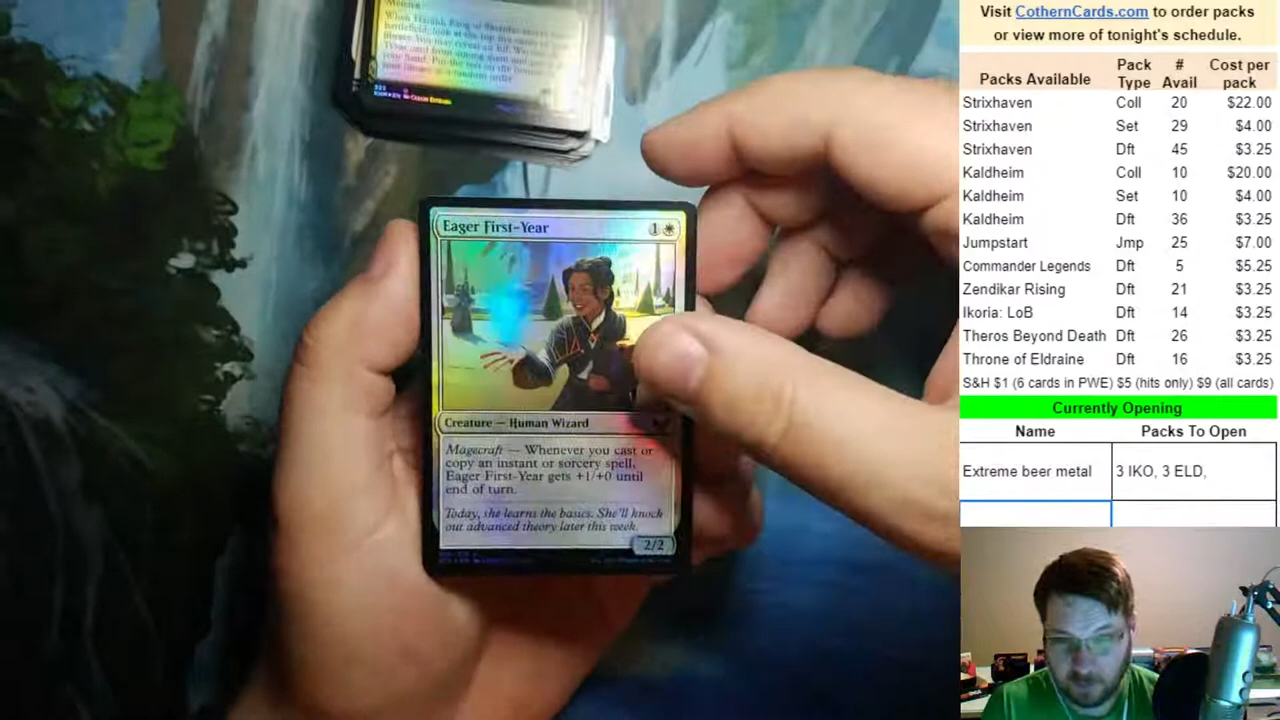 Eager First-Year 1
Creature — Human Wizard
Magecraft — Whenever you cast or
copy an instant or sorcery spell,
Eager First-Year gets +1/+0 until
end of turn.
Today, she learns the basics. She'll knock
out advanced theory later this week.
2/2
Visit CothernCards.com to order packs
or view more of tonight's schedule.
Packs Available Pack Type # Avail Cost per pack
Strixhaven Coll 20 $22.00
Strixhaven Set 29 $4.00
Strixhaven Dft 45 $3.25
Kaldheim Coll 10 $20.00
Kaldheim Set 10 $4.00
Kaldheim Dft 36 $3.25
Jumpstart Jmp 25 $7.00
Commander Legends Dft 5 $5.25
Zendikar Rising Dft 21 $3.25
Ikoria: LoB Dft 14 $3.25
Theros Beyond Death Dft 26 $3.25
Throne of Eldraine Dft 16 $3.25
S&H $1 (6 cards in PWE) $5 (hits only) $9 (all cards)
Currently Opening
Name Packs To Open
Extreme beer metal 3 IKO, 3 ELD,